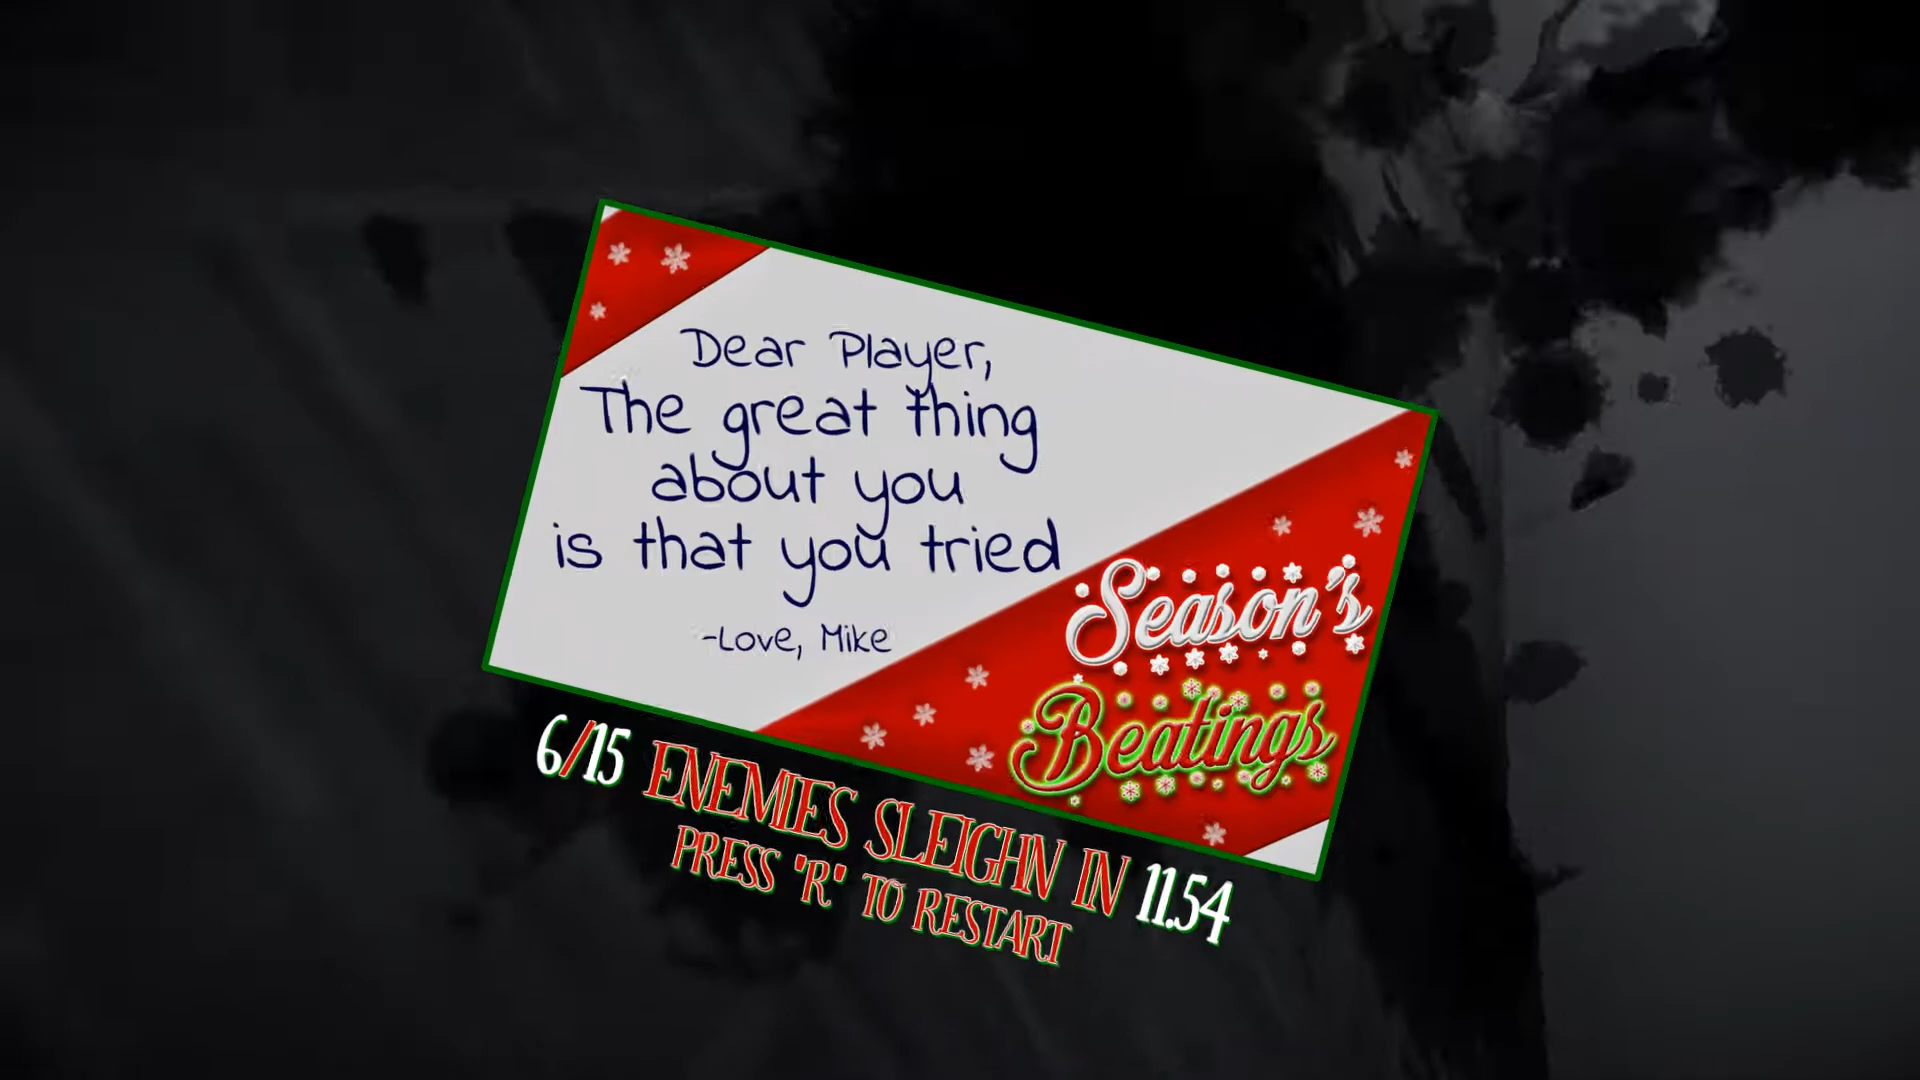 Dear Player,
The great thing
about you
is that you tried
-Love, Mike
Season's
Beatings
6/15 ENEMIES SLEIGHN IN 11.54
PRESS "R" TO RESTART